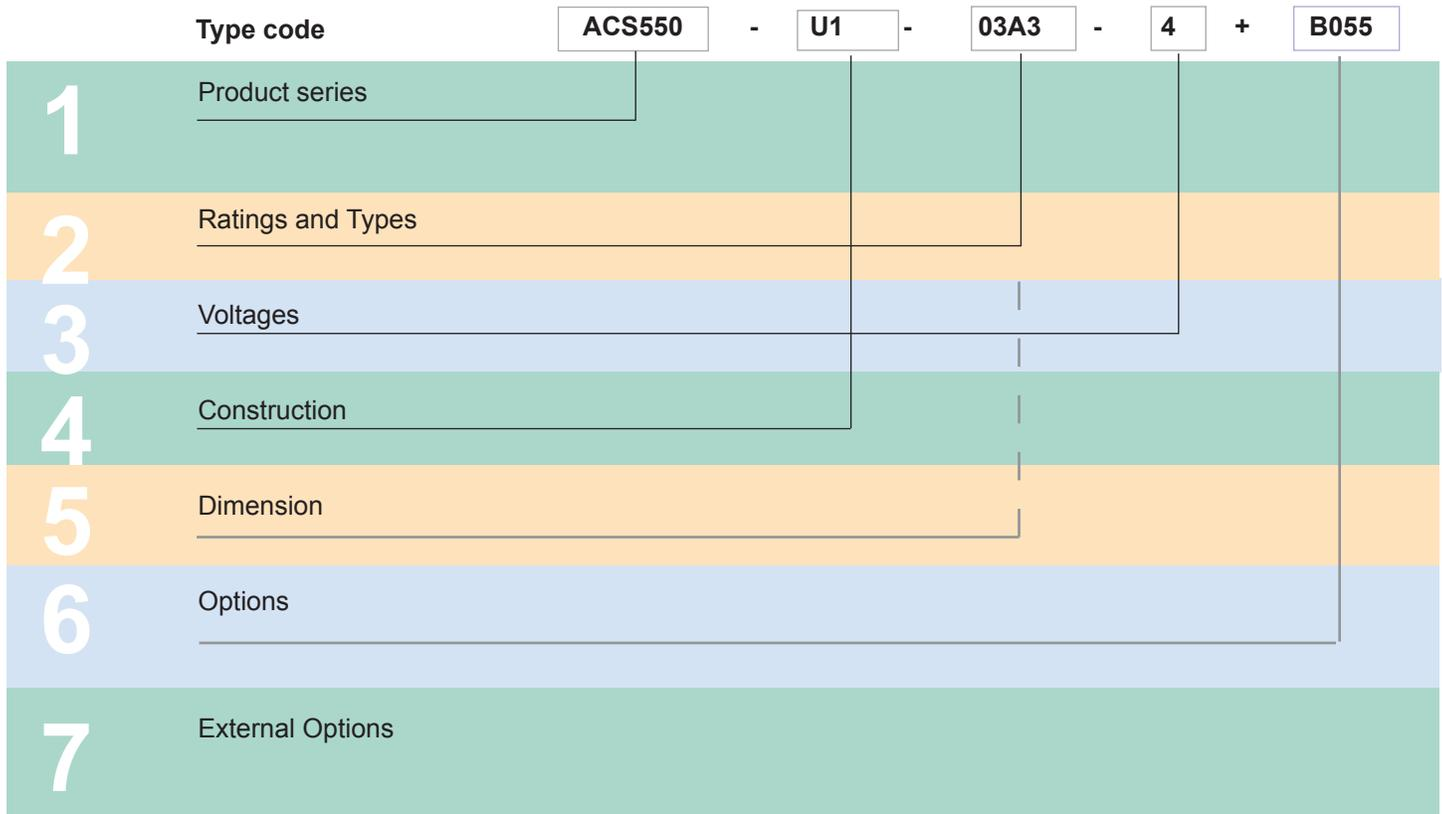 Type code ACS550 - U1 - 03A3 - 4 + B055
1 Product series
2 Ratings and Types
3 Voltages
4 Construction
5 Dimension
6 Options
7 External Options